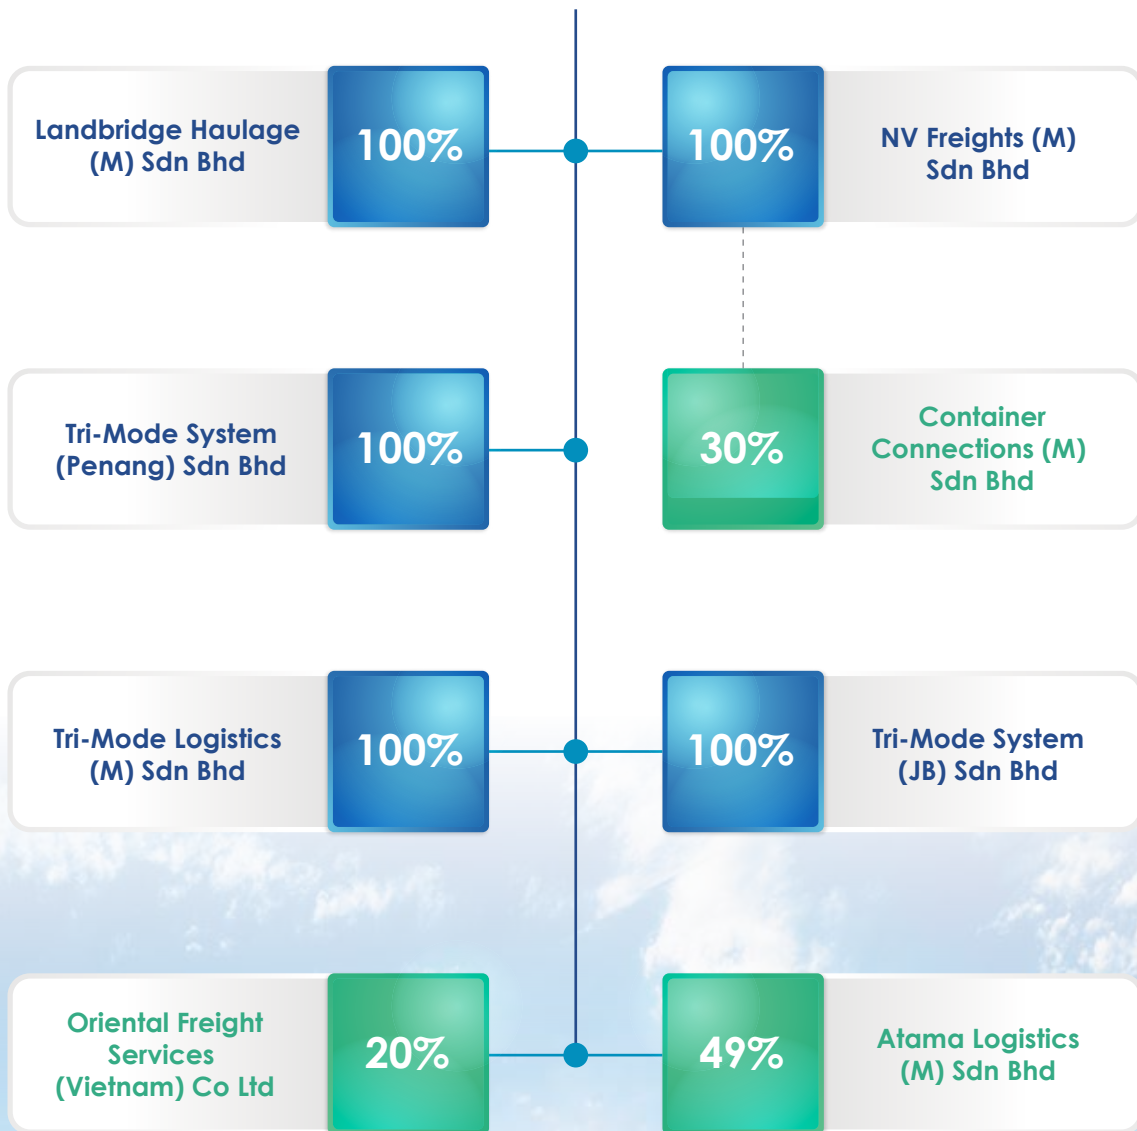 Landbridge Haulage
(M) Sdn Bhd
100%
100%
NV Freights (M)
Sdn Bhd
Tri-Mode System
(Penang) Sdn Bhd
100%
30%
Container
Connections (M)
Sdn Bhd
Tri-Mode Logistics
(M) Sdn Bhd
100%
100%
Tri-Mode System
(JB) Sdn Bhd
Oriental Freight
Services
(Vietnam) Co Ltd
20%
49%
Atama Logistics
(M) Sdn Bhd